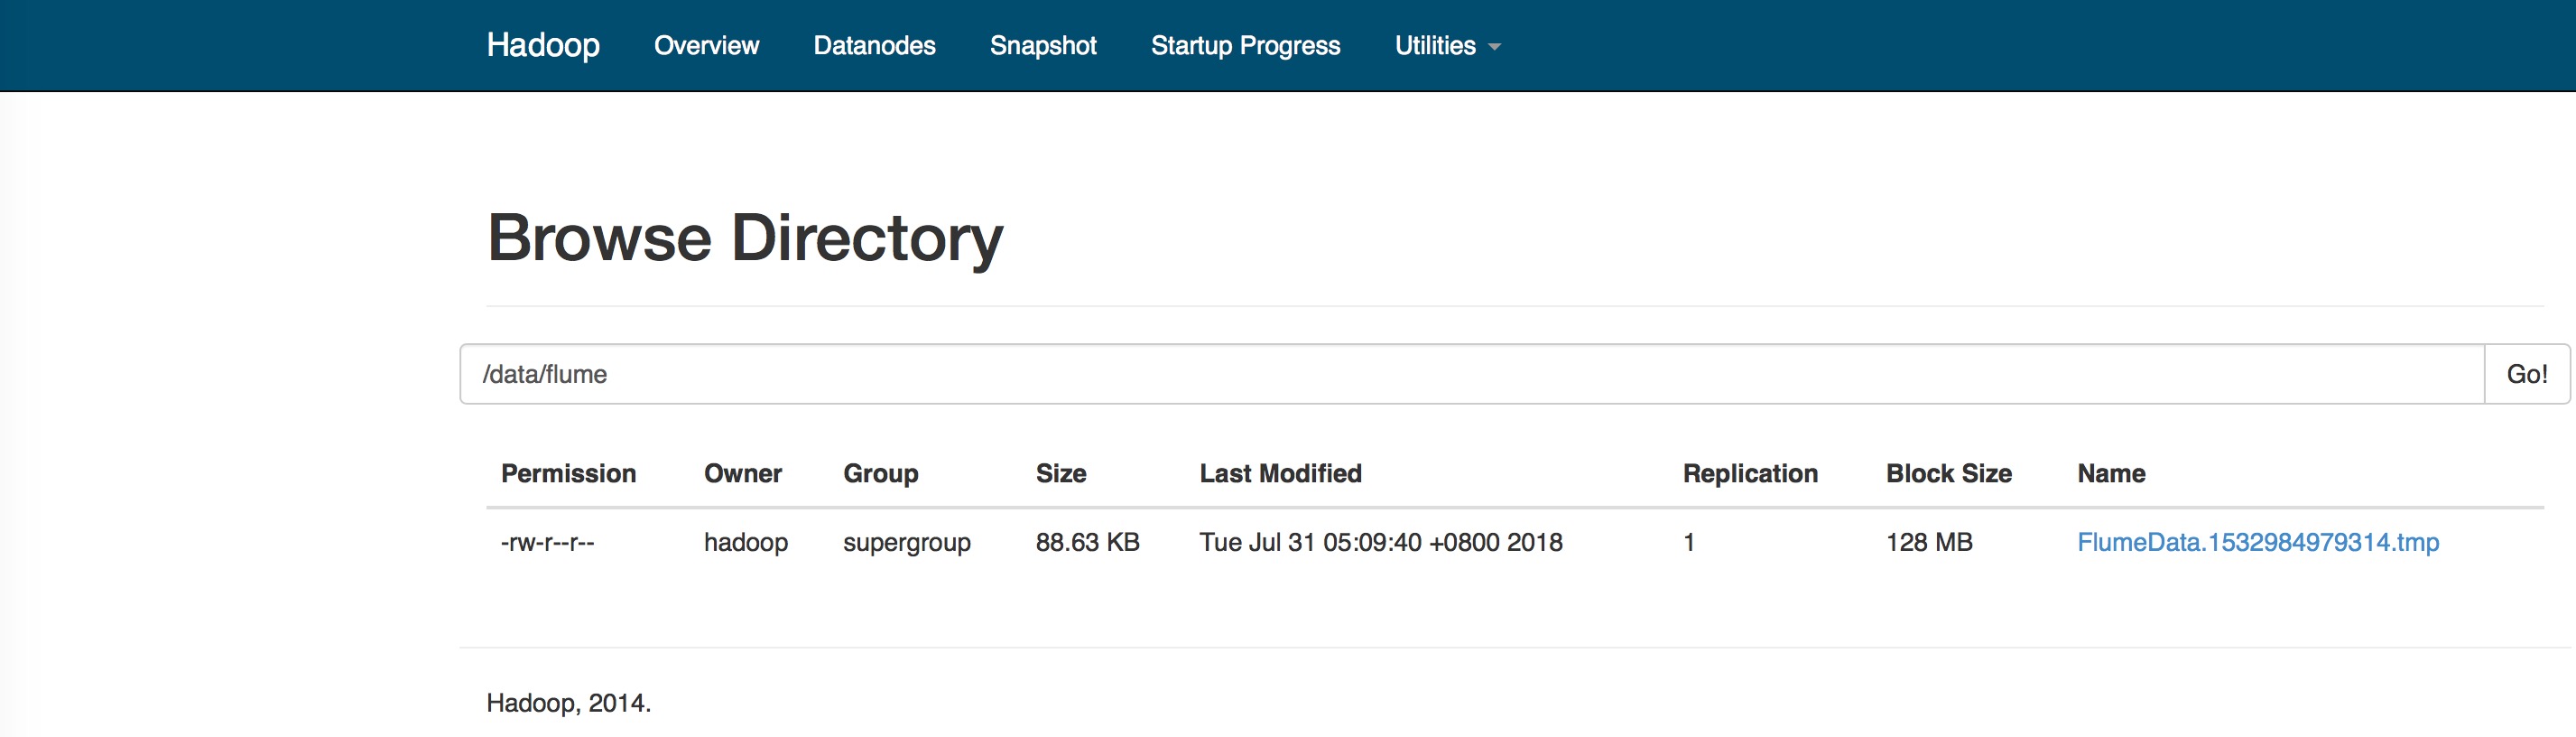 Hadoop Overview Datanodes Snapshot Startup Progress Utilities
Browse Directory
/data/flume Go!
Permission Owner Group Size Last Modified Replication Block Size Name
-rw-r--r-- hadoop supergroup 88.63 KB Tue Jul 31 05:09:40 +0800 2018 1 128 MB FlumeData.1532984979314.tmp
Hadoop, 2014.